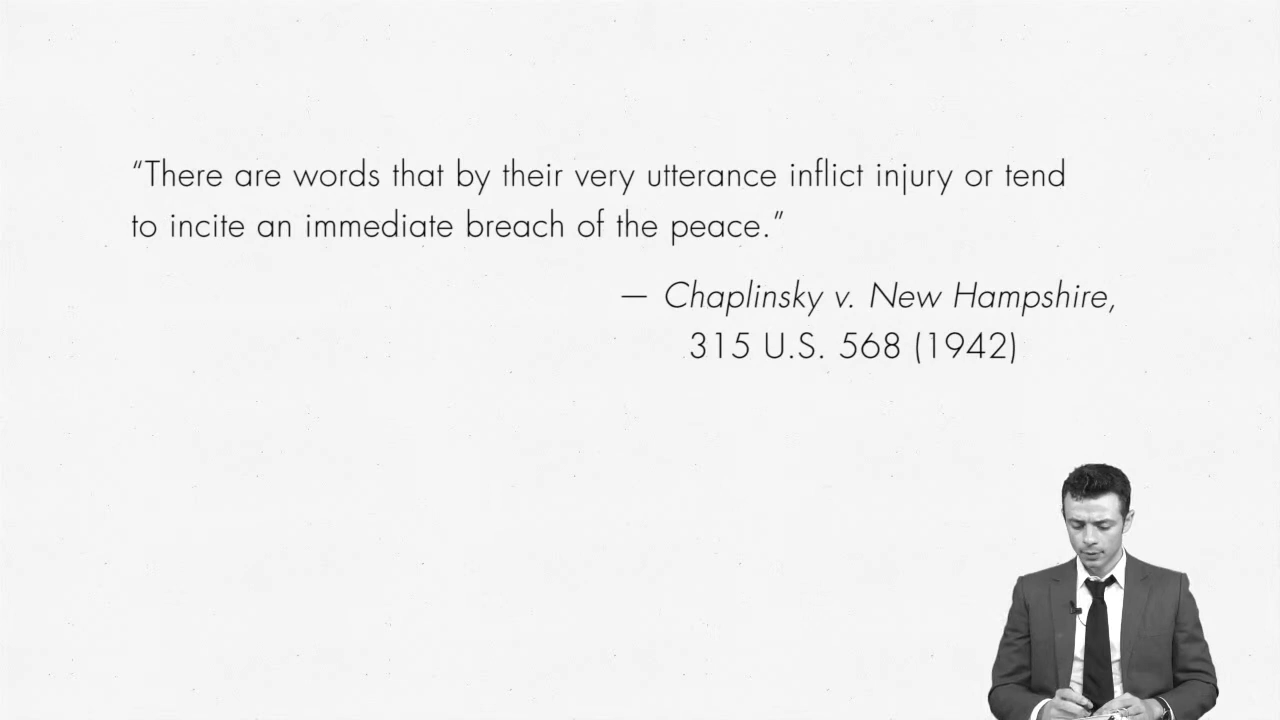 “There are words that by their very utterance inflict injury or tend
to incite an immediate breach of the peace.”
— Chaplinsky v. New Hampshire,
315 U.S. 568 (1942)